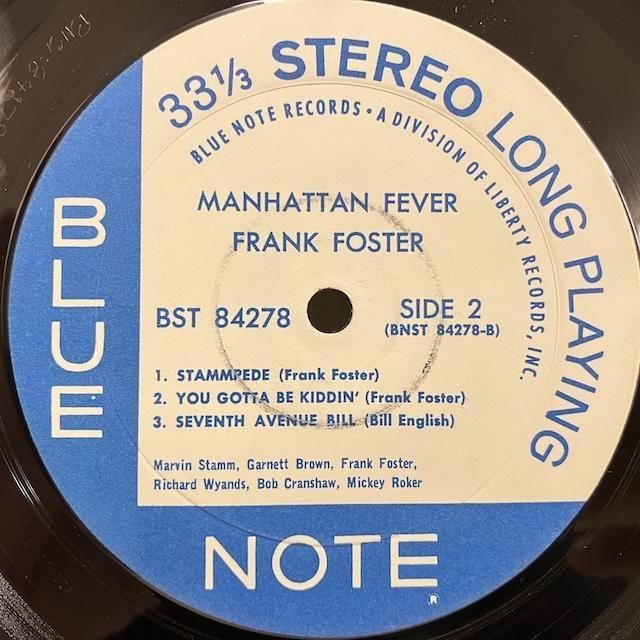 33⅓ STEREO LONG PLAYING
BLUE NOTE RECORDS • A DIVISION OF LIBERTY RECORDS, INC.
MANHATTAN FEVER
FRANK FOSTER
BST 84278
SIDE 2
(BNST 84278-B)
1. STAMMPEDE (Frank Foster)
2. YOU GOTTA BE KIDDIN' (Frank Foster)
3. SEVENTH AVENUE BILL (Bill English)
Marvin Stamm, Garnett Brown, Frank Foster,
Richard Wyands, Bob Cranshaw, Mickey Roker
BLUE
NOTE